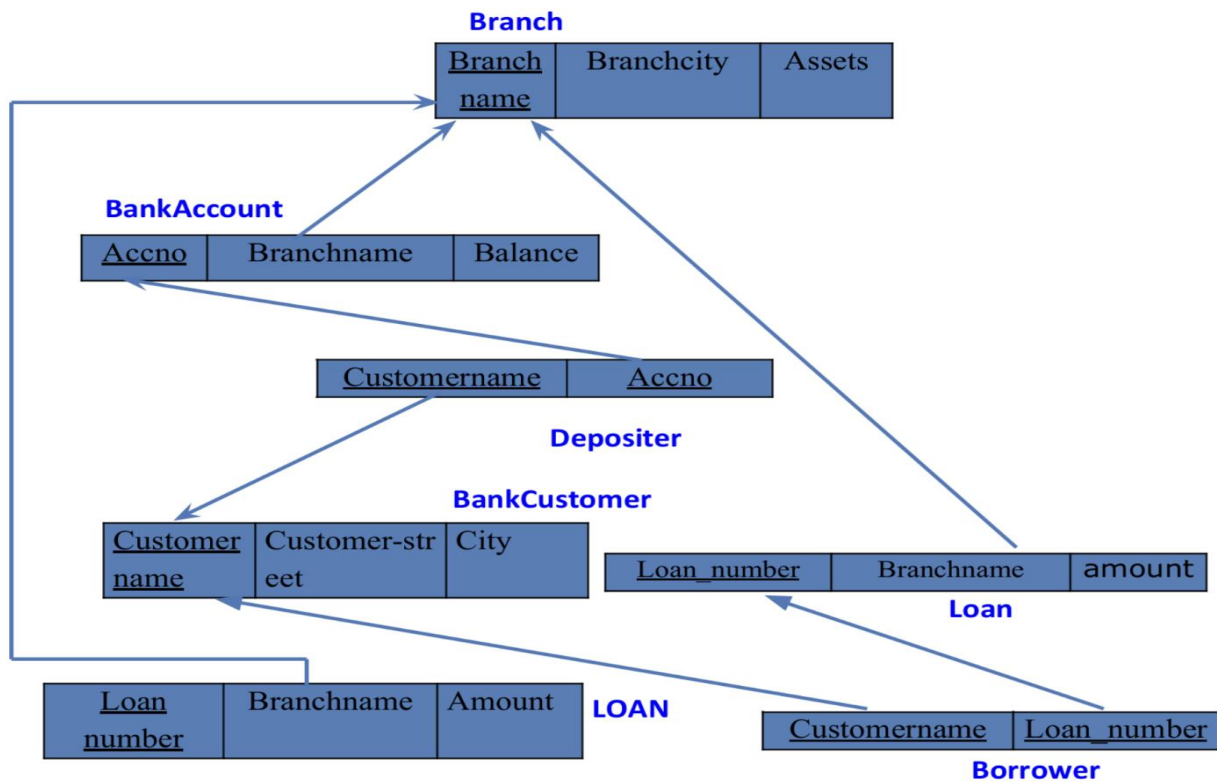 Branch
Branch Branchcity Assets
name
BankAccount
Accno Branchname Balance
Customername Accno
Depositer
BankCustomer
Customer Customer-str City
name eet
Loan_number Branchname amount
Loan
Loan Branchname Amount
number
LOAN
Customername Loan_number
Borrower